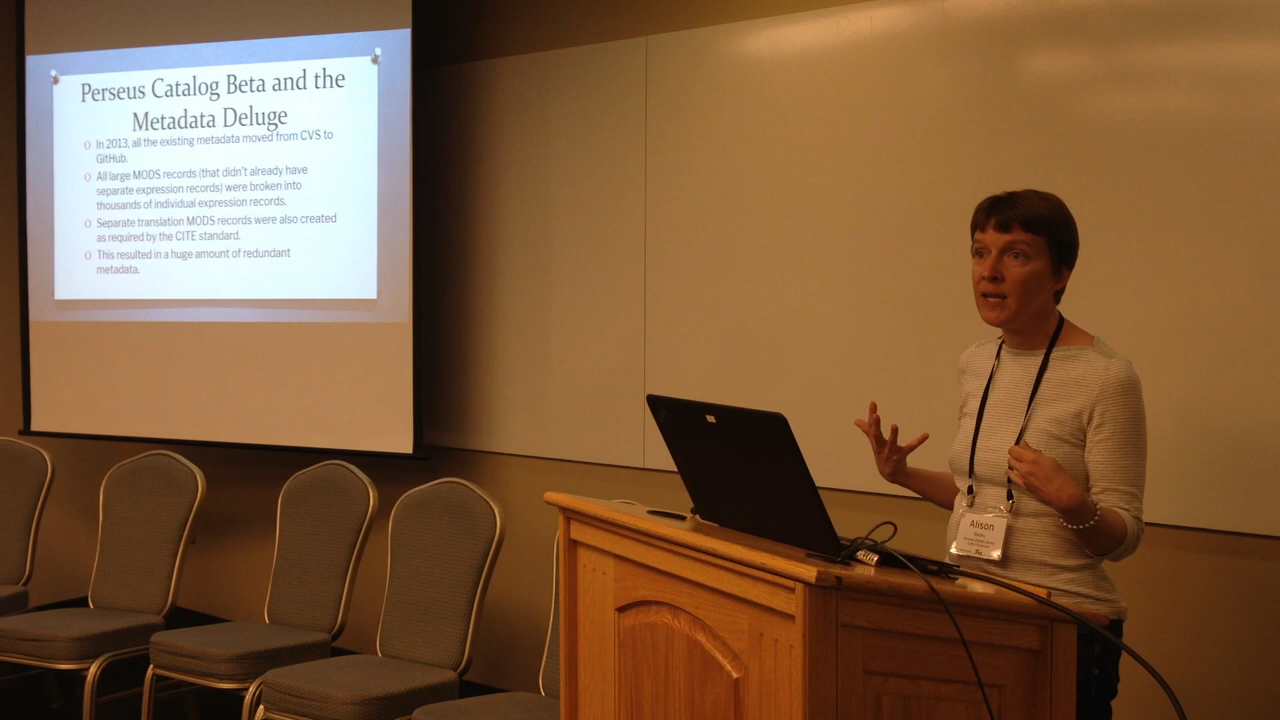 Perseus Catalog Beta and the
Metadata Deluge
In 2013, all the existing metadata moved from CVS to
GitHub.
All large MODS records (that didn't already have
separate expression records) were broken into
thousands of individual expression records.
Separate translation MODS records were also created
as required by the CITE standard.
This resulted in a huge amount of redundant
metadata.
Alison